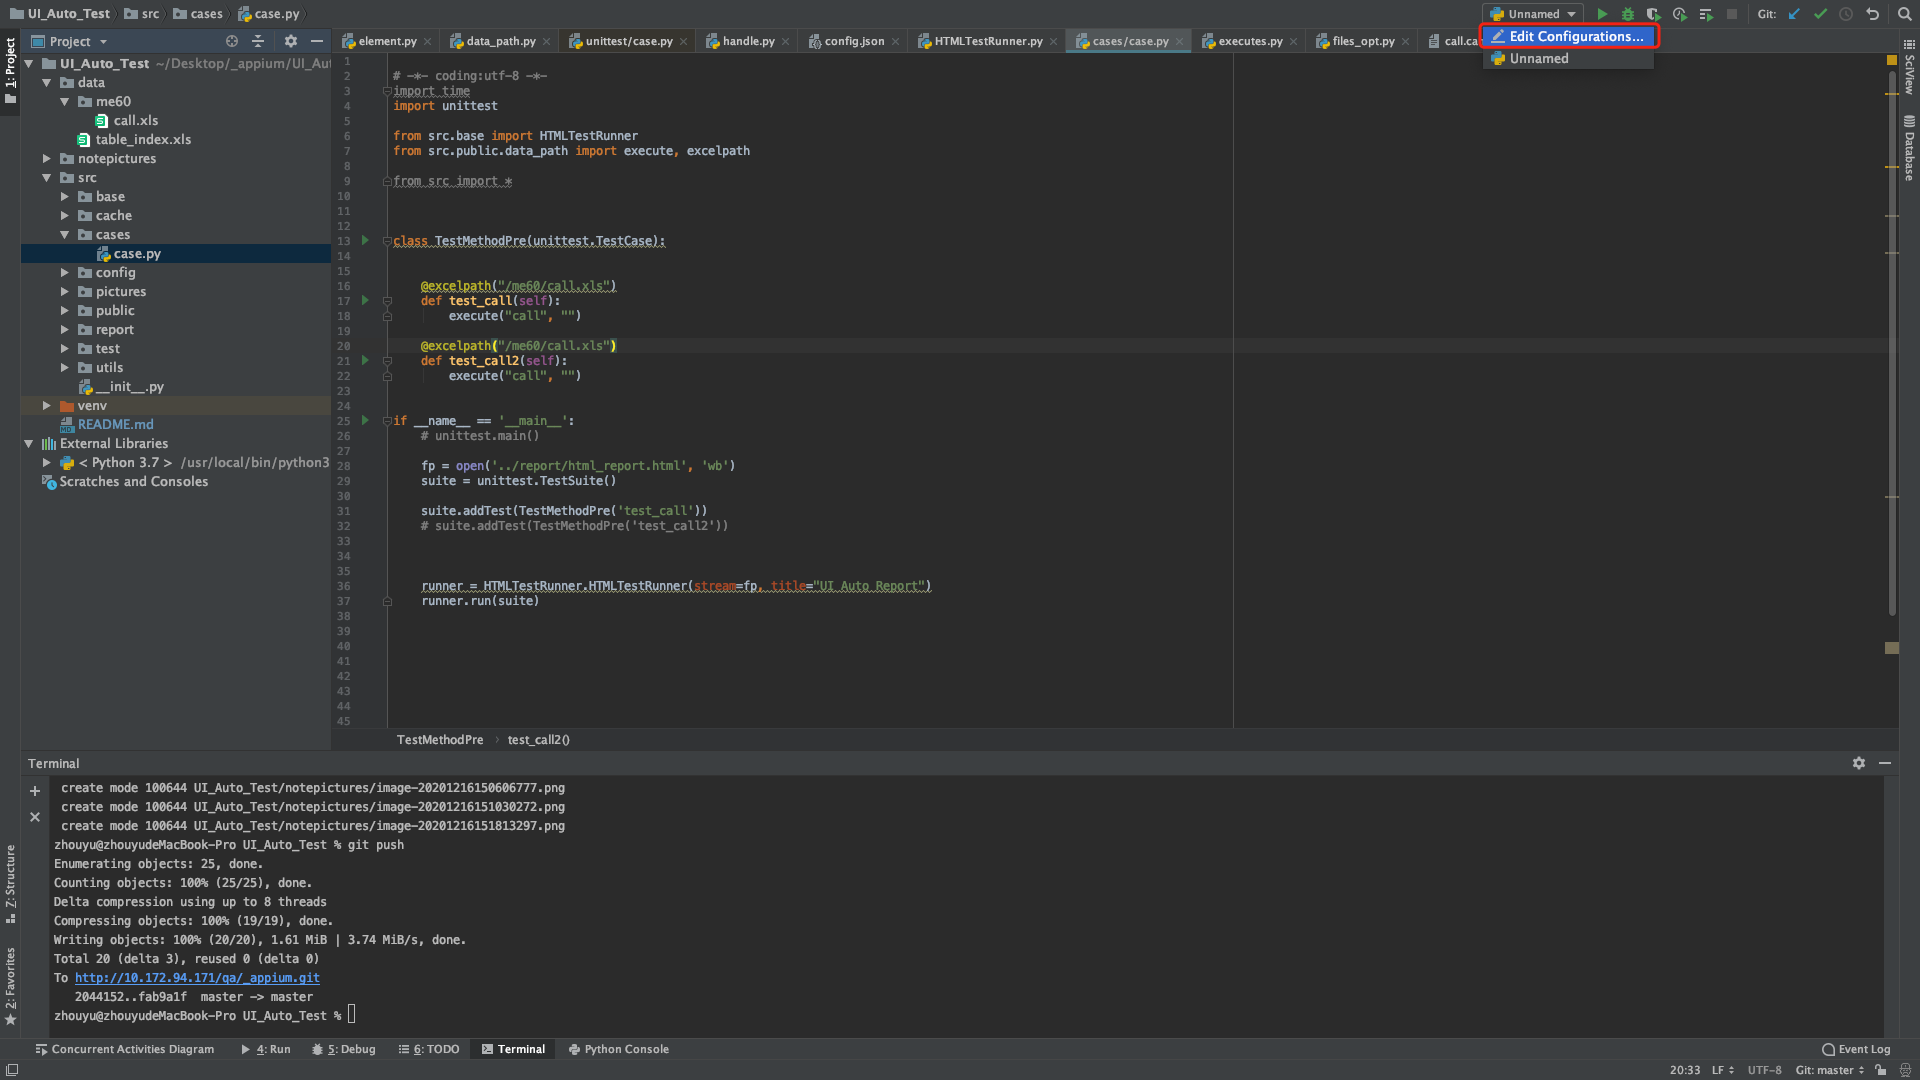 UI_Auto_Test › src › cases › case.py
Unnamed
Git:
Edit Configurations...
Unnamed
1: Project
Project
element.py
data_path.py
unittest/case.py
handle.py
config.json
HTMLTestRunner.py
cases/case.py
executes.py
files_opt.py
UI_Auto_Test ~/Desktop/_appium/UI_Au
data
me60
call.xls
table_index.xls
notepictures
src
base
cache
cases
case.py
config
pictures
public
report
test
utils
__init__.py
venv
README.md
External Libraries
< Python 3.7 > /usr/local/bin/python3
Scratches and Consoles
1
2 # -*- coding:utf-8 -*-
3 import time
4 import unittest
5
6 from src.base import HTMLTestRunner
7 from src.public.data_path import execute, excelpath
8
9 from src import *
10
11
12
13 class TestMethodPre(unittest.TestCase):
14
15
16 @excelpath("/me60/call.xls")
17 def test_call(self):
18 execute("call", "")
19
20 @excelpath("/me60/call.xls")
21 def test_call2(self):
22 execute("call", "")
23
24
25 if __name__ == '__main__':
26 # unittest.main()
27
28 fp = open('../report/html_report.html', 'wb')
29 suite = unittest.TestSuite()
30
31 suite.addTest(TestMethodPre('test_call'))
32 # suite.addTest(TestMethodPre('test_call2'))
33
34
35
36 runner = HTMLTestRunner.HTMLTestRunner(stream=fp, title="UI Auto Report")
37 runner.run(suite)
38
39
40
41
42
43
44
45
TestMethodPre › test_call2()
SciView
Database
Terminal
create mode 100644 UI_Auto_Test/notepictures/image-20201216150606777.png
create mode 100644 UI_Auto_Test/notepictures/image-20201216151030272.png
create mode 100644 UI_Auto_Test/notepictures/image-20201216151813297.png
zhouyu@zhouyudeMacBook-Pro UI_Auto_Test % git push
Enumerating objects: 25, done.
Counting objects: 100% (25/25), done.
Delta compression using up to 8 threads
Compressing objects: 100% (19/19), done.
Writing objects: 100% (20/20), 1.61 MiB | 3.74 MiB/s, done.
Total 20 (delta 3), reused 0 (delta 0)
To http://10.172.94.171/qa/_appium.git
2044152..fab9a1f master -> master
zhouyu@zhouyudeMacBook-Pro UI_Auto_Test %
Z: Structure
2: Favorites
Concurrent Activities Diagram
4: Run
5: Debug
6: TODO
Terminal
Python Console
Event Log
20:33 LF UTF-8 Git: master